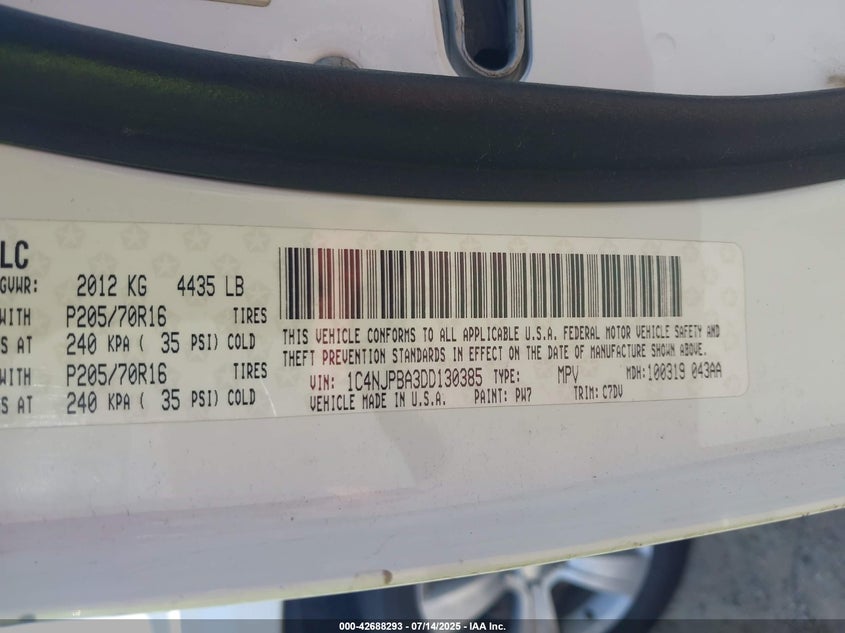 LC
GVWR: 2012 KG 4435 LB
WITH P205/70R16 TIRES
S AT 240 KPA ( 35 PSI) COLD
WITH P205/70R16 TIRES
S AT 240 KPA ( 35 PSI) COLD
THIS VEHICLE CONFORMS TO ALL APPLICABLE U.S.A. FEDERAL MOTOR VEHICLE SAFETY AND
THEFT PREVENTION STANDARDS IN EFFECT ON THE DATE OF MANUFACTURE SHOWN ABOVE.
VIN: 1C4NJPBA3DD130385 TYPE: MPV MDH:100319 043AA
VEHICLE MADE IN U.S.A. PAINT: PW7 TRIM: C7DV
000-42688293 - 07/14/2025 - IAA Inc.